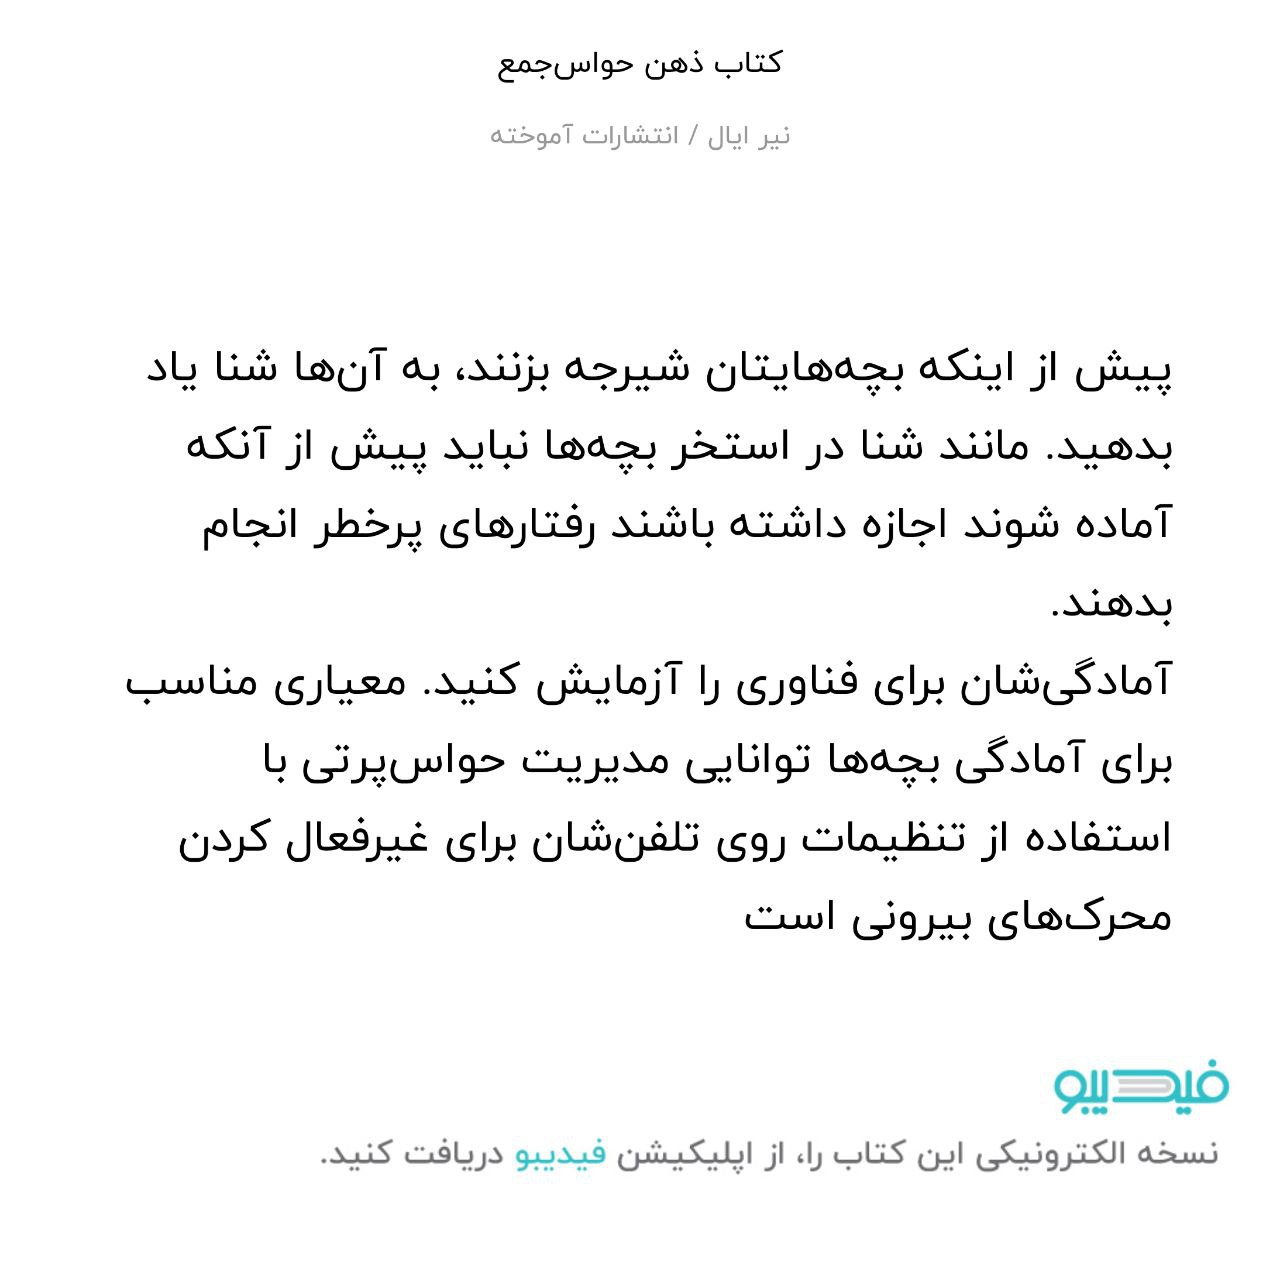 کتاب ذهن حواس‌جمع
نیر ایال / انتشارات آموخته
پیش از اینکه بچه‌هایتان شیرجه بزنند، به آن‌ها شنا یاد
بدهید. مانند شنا در استخر بچه‌ها نباید پیش از آنکه
آماده شوند اجازه داشته باشند رفتارهای پرخطر انجام
بدهند.
آمادگی‌شان برای فناوری را آزمایش کنید. معیاری مناسب
برای آمادگی بچه‌ها توانایی مدیریت حواس‌پرتی با
استفاده از تنظیمات روی تلفن‌شان برای غیرفعال کردن
محرک‌های بیرونی است
فیدیبو
نسخه الکترونیکی این کتاب را، از اپلیکیشن فیدیبو دریافت کنید.